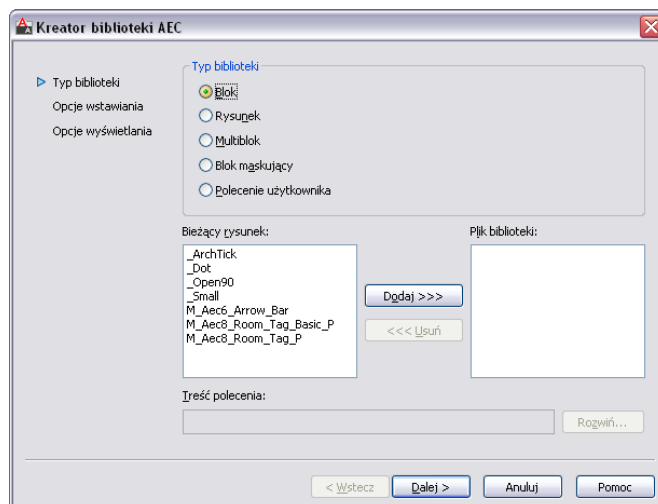 Kreator biblioteki AEC
Typ biblioteki
Opcje wstawiania
Opcje wyświetlania
Typ biblioteki
Blok
Rysunek
Multiblok
Blok maskujący
Polecenie użytkownika
Bieżący rysunek:
Plik biblioteki:
_ArchTick
_Dot
_Open90
_Small
M_Aec6_Arrow_Bar
M_Aec8_Room_Tag_Basic_P
M_Aec8_Room_Tag_P
Dodaj >>>
<<< Usuń
Treść polecenia:
Rozwiń...
< Wstecz
Dalej >
Anuluj
Pomoc